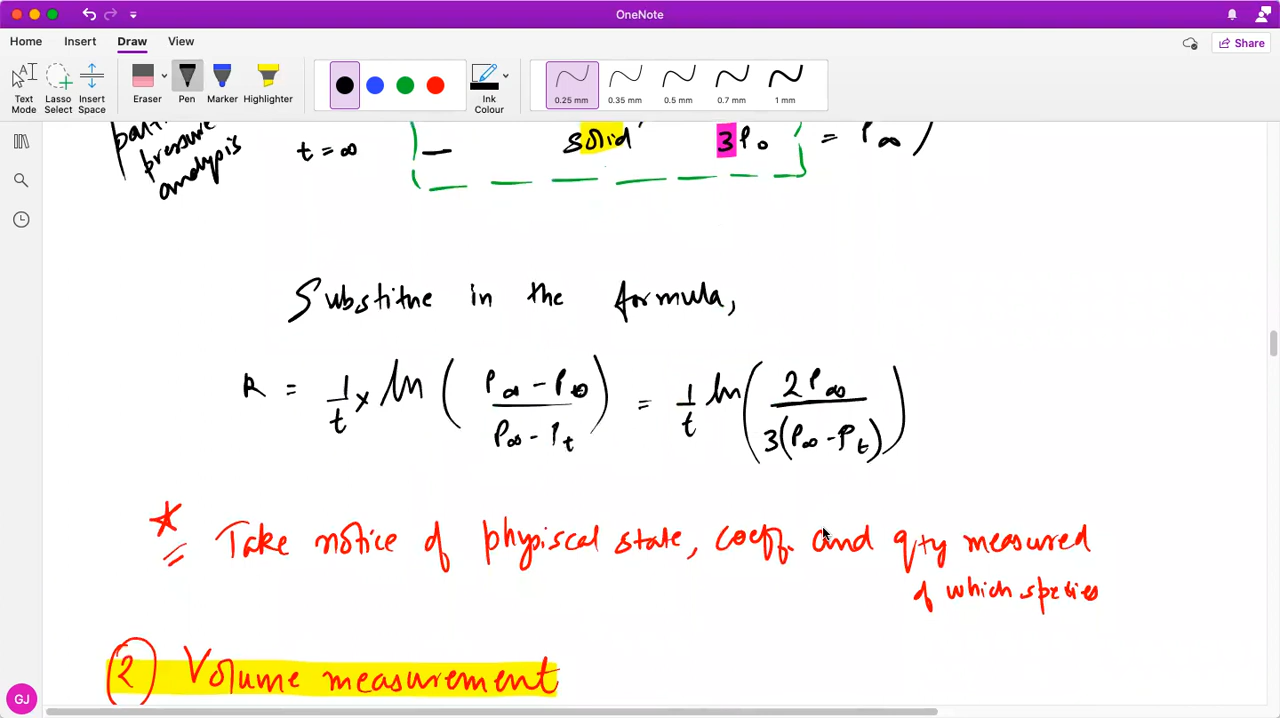 OneNote
Home Insert Draw View
Share
Text Mode
Lasso Select
Insert Space
Eraser
Pen
Marker
Highlighter
Ink Colour
0.25 mm
0.35 mm
0.5 mm
0.7 mm
1 mm
pressure
analysis
t = ∞ — solid 3P₀ = P∞ )
Substitue in the formula,
k = 1/t × ln ( P∞ - P₀ / P∞ - Pt ) = 1/t ln ( 2P∞ / 3(P∞ - Pt) )
* Take notice of phyiscal state, coeff. and qty measured
of which species
(2) Volume measurement
GJ